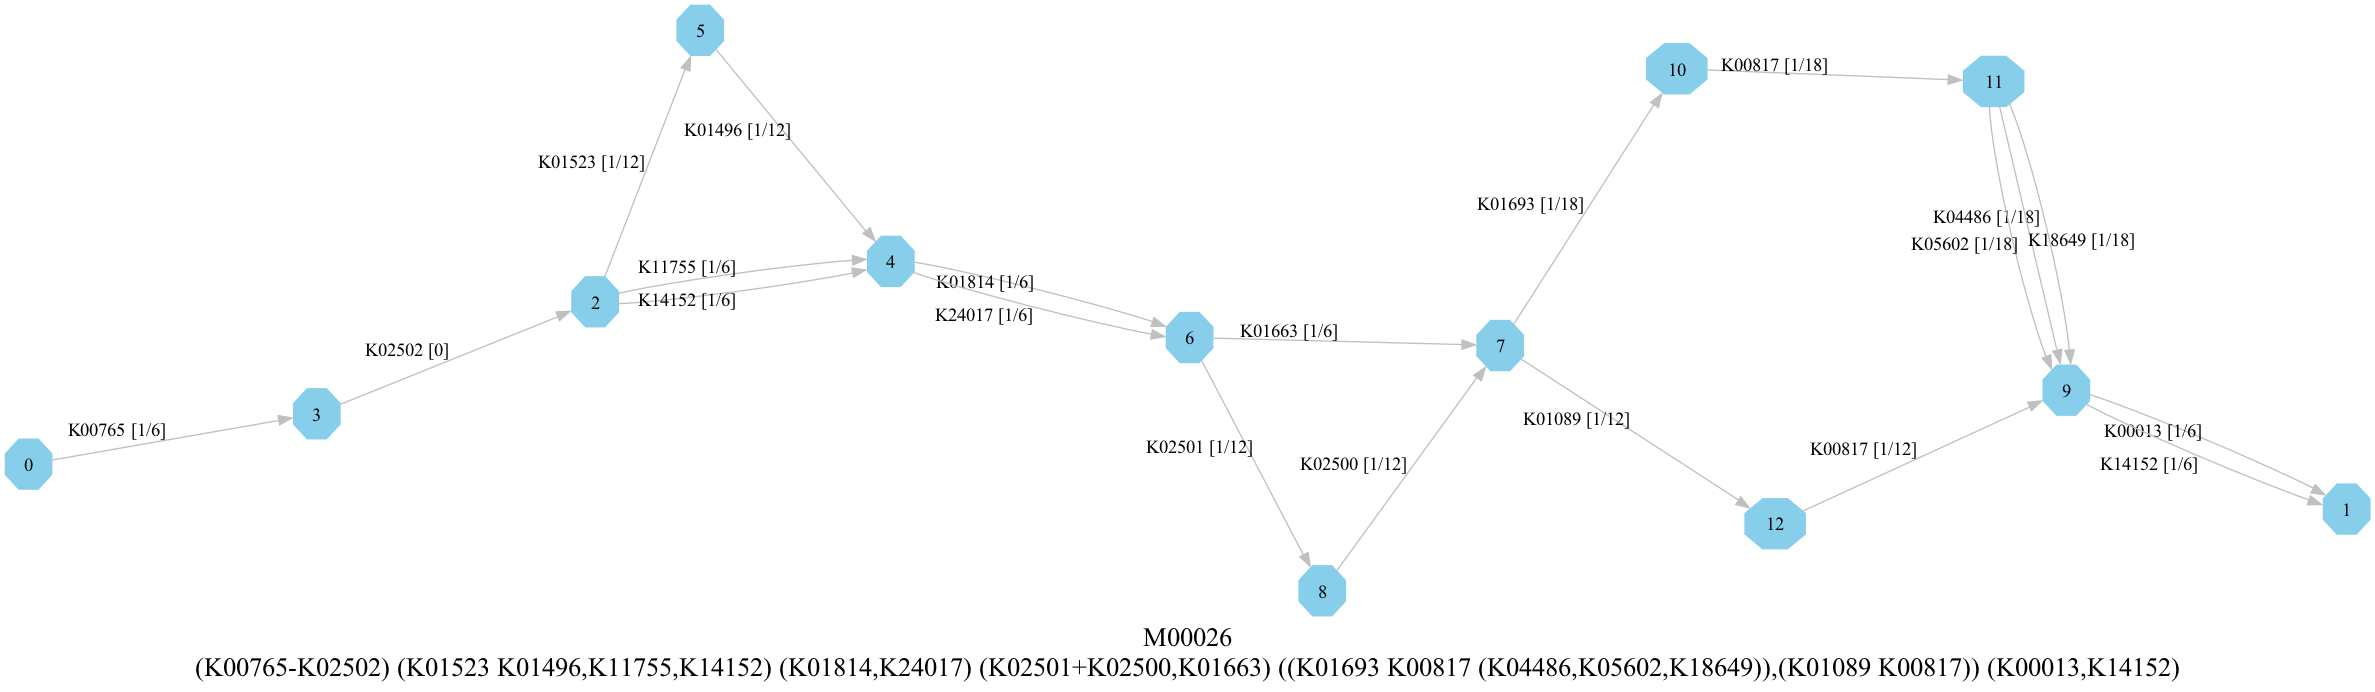 5
10
K00817 [1/18]
11
K01496 [1/12]
K01523 [1/12]
K01693 [1/18]
K04486 [1/18]
K05602 [1/18]
K18649 [1/18]
4
K11755 [1/6]
K01814 [1/6]
2
K14152 [1/6]
K24017 [1/6]
K01663 [1/6]
6
7
K02502 [0]
9
3
K01089 [1/12]
K00765 [1/6]
K00013 [1/6]
K02501 [1/12]
K00817 [1/12]
0
K02500 [1/12]
K14152 [1/6]
1
12
8
M00026
(K00765-K02502) (K01523 K01496,K11755,K14152) (K01814,K24017) (K02501+K02500,K01663) ((K01693 K00817 (K04486,K05602,K18649)),(K01089 K00817)) (K00013,K14152)